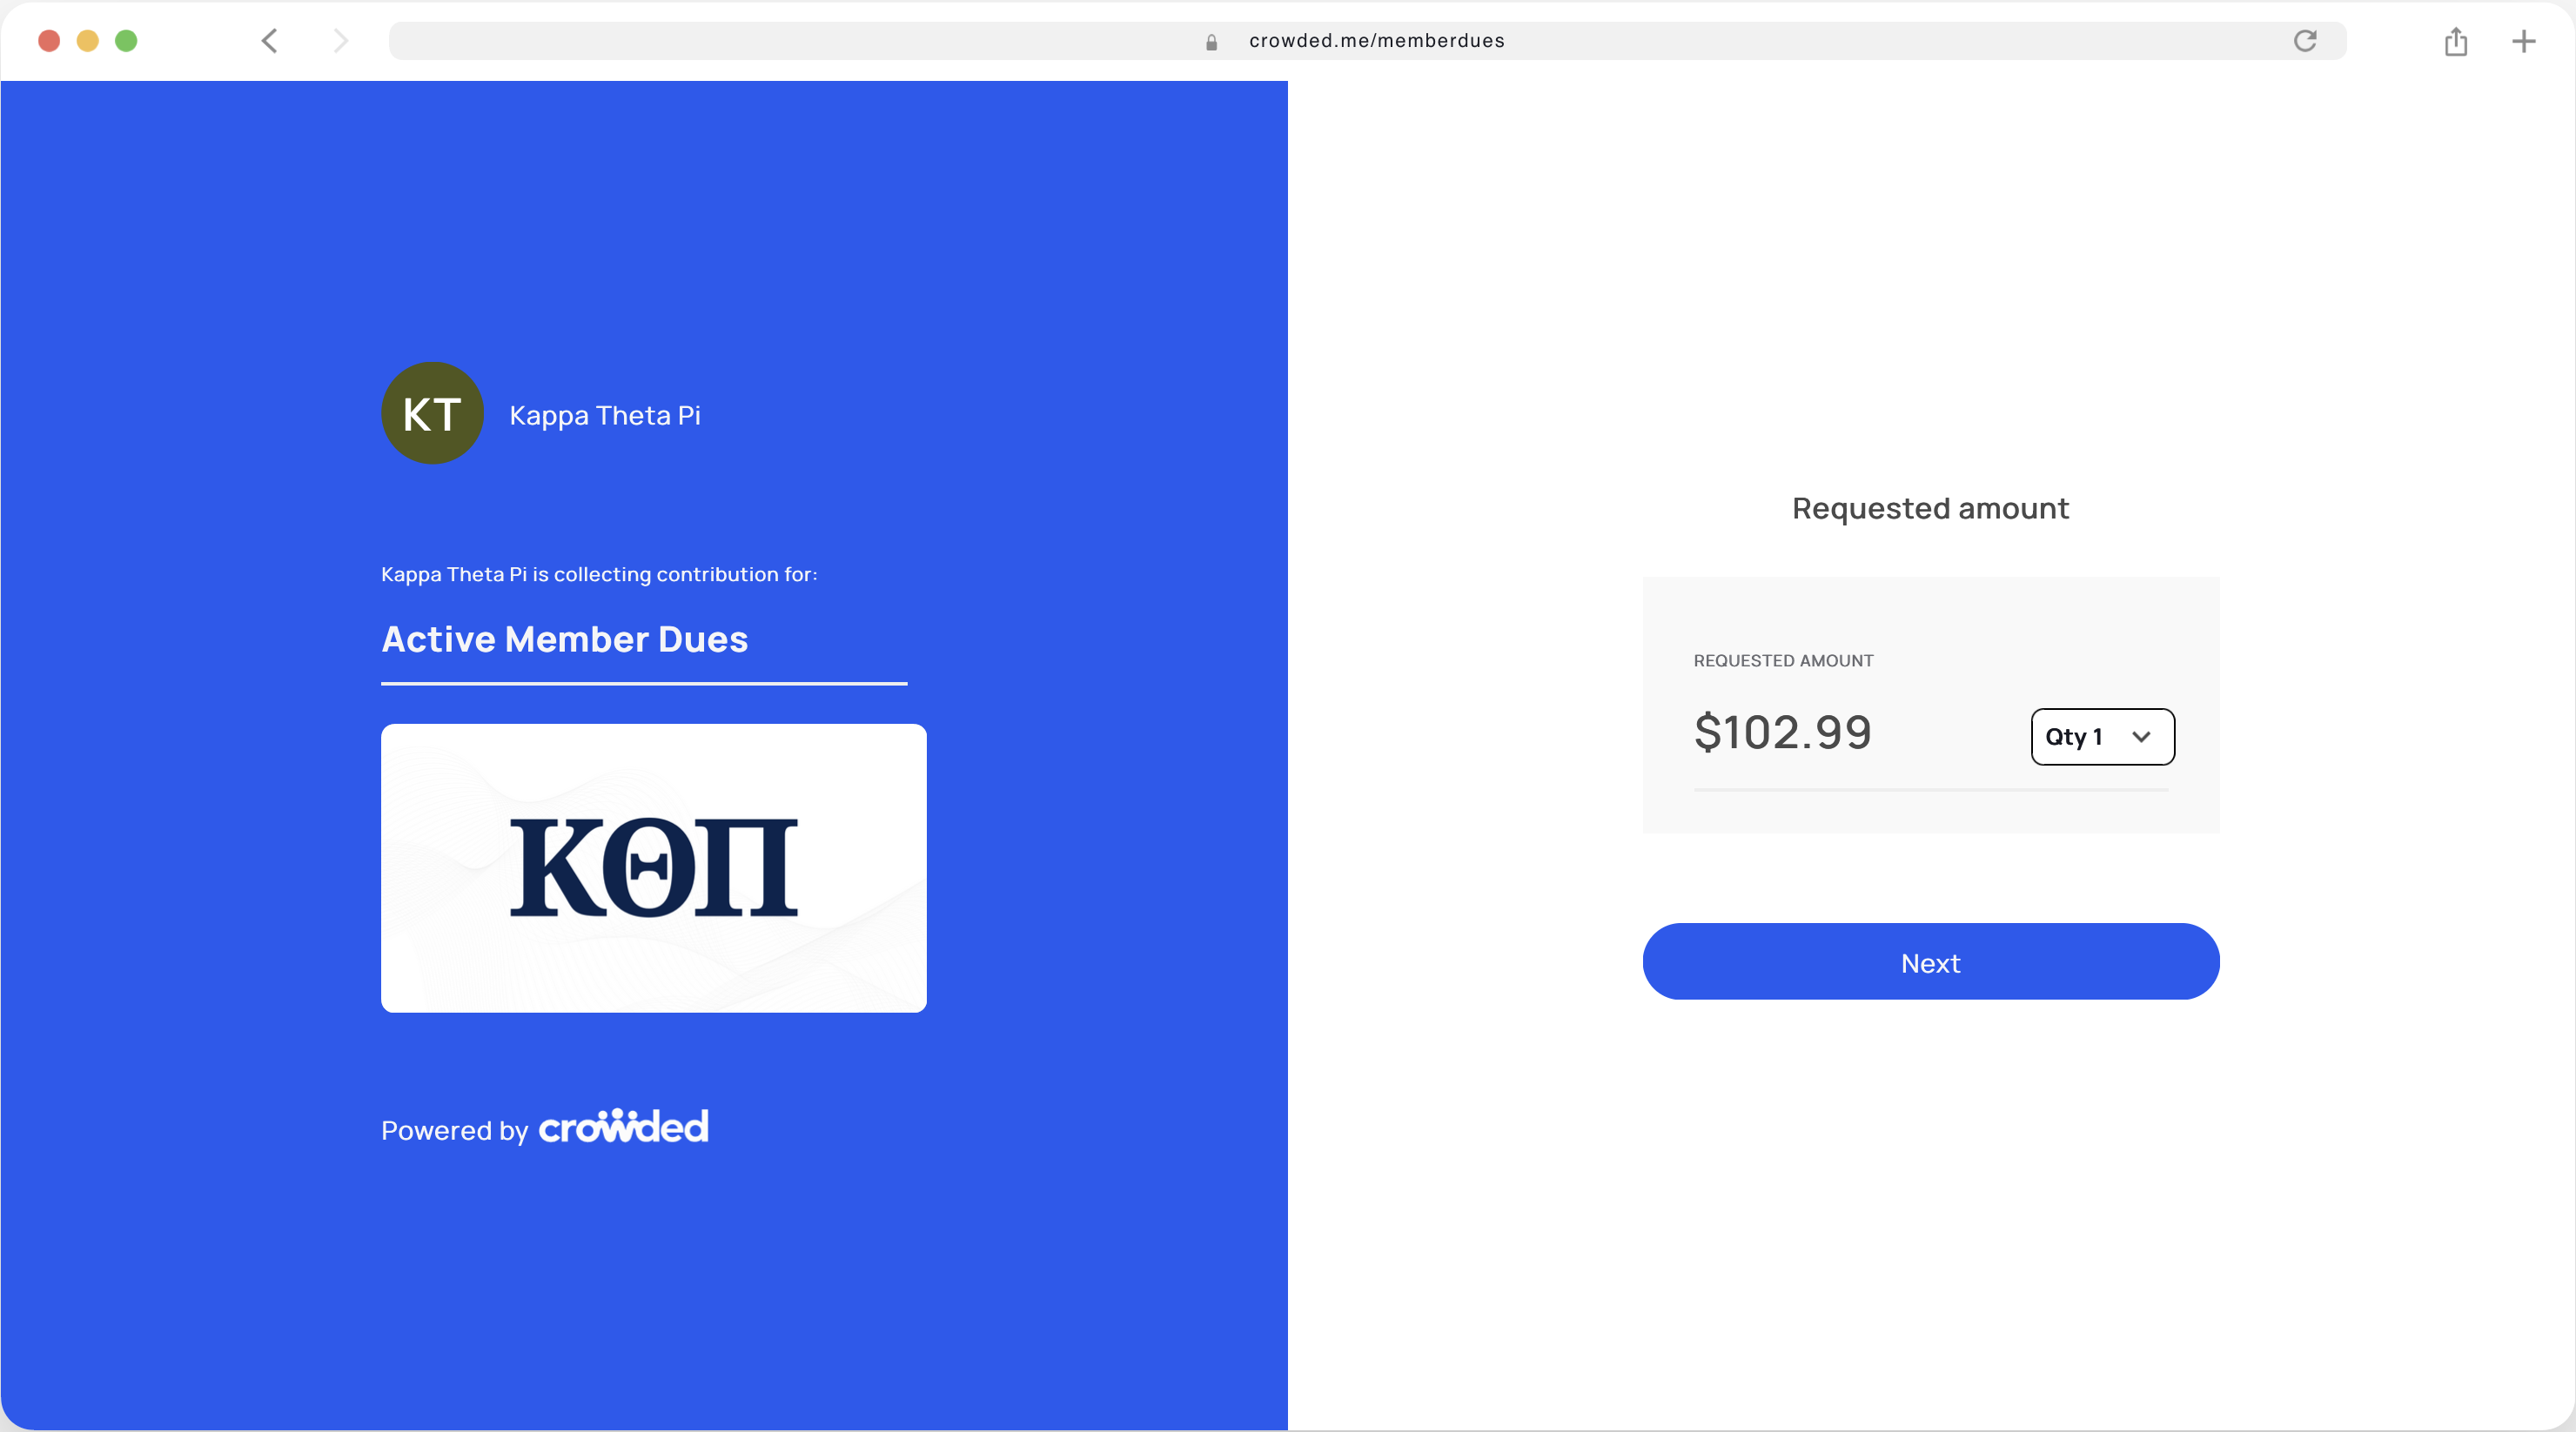 crowded.me/memberdues
KT
Kappa Theta Pi
Kappa Theta Pi is collecting contribution for:
Active Member Dues
ΚΘΠ
Powered by crowded
Requested amount
REQUESTED AMOUNT
$102.99
Qty 1
Next